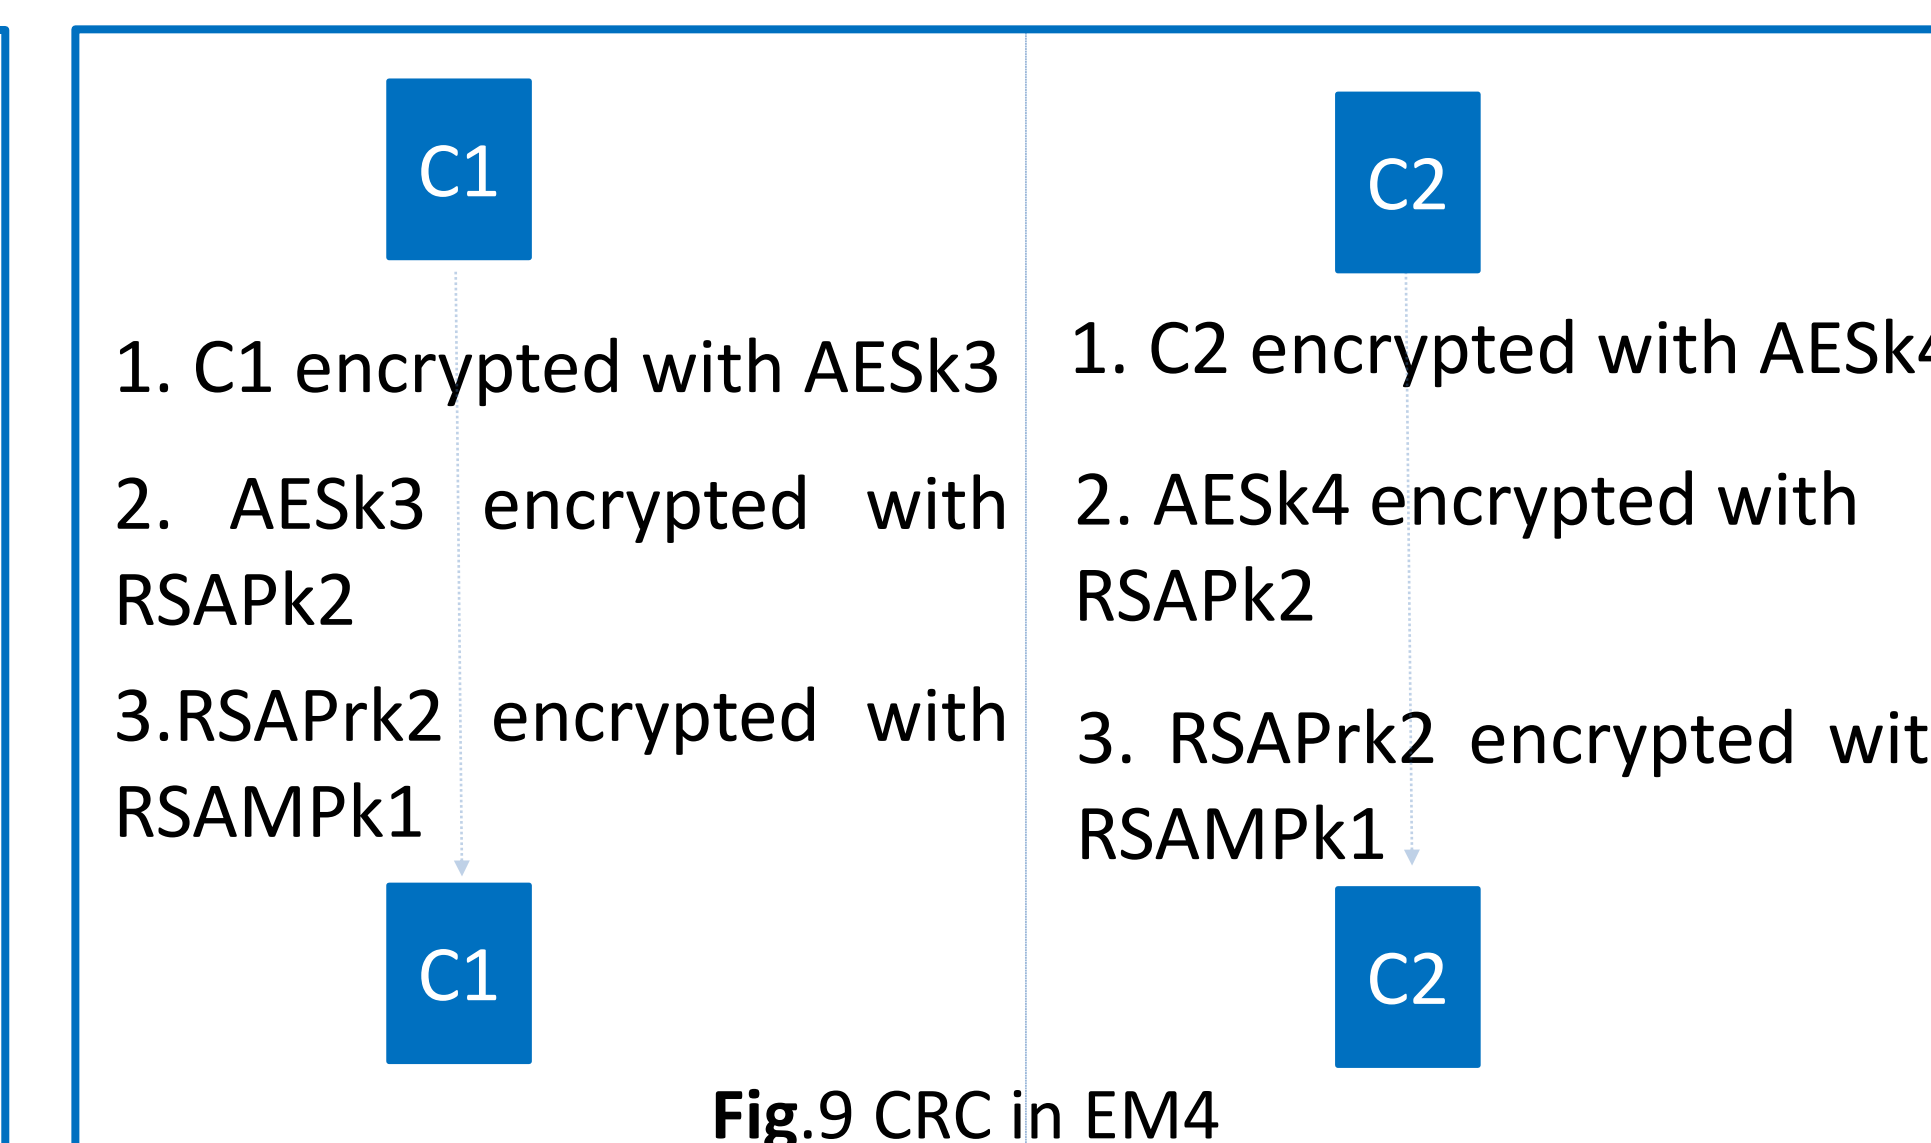 C1
1. C1 encrypted with AESk3
2. AESk3 encrypted with
RSAPk2
3.RSAPrk2 encrypted with
RSAMPk1
C1
C2
1. C2 encrypted with AESk4
2. AESk4 encrypted with
RSAPk2
3. RSAPrk2 encrypted
RSAMPk1
C2
Fig.9 CRC in EM4